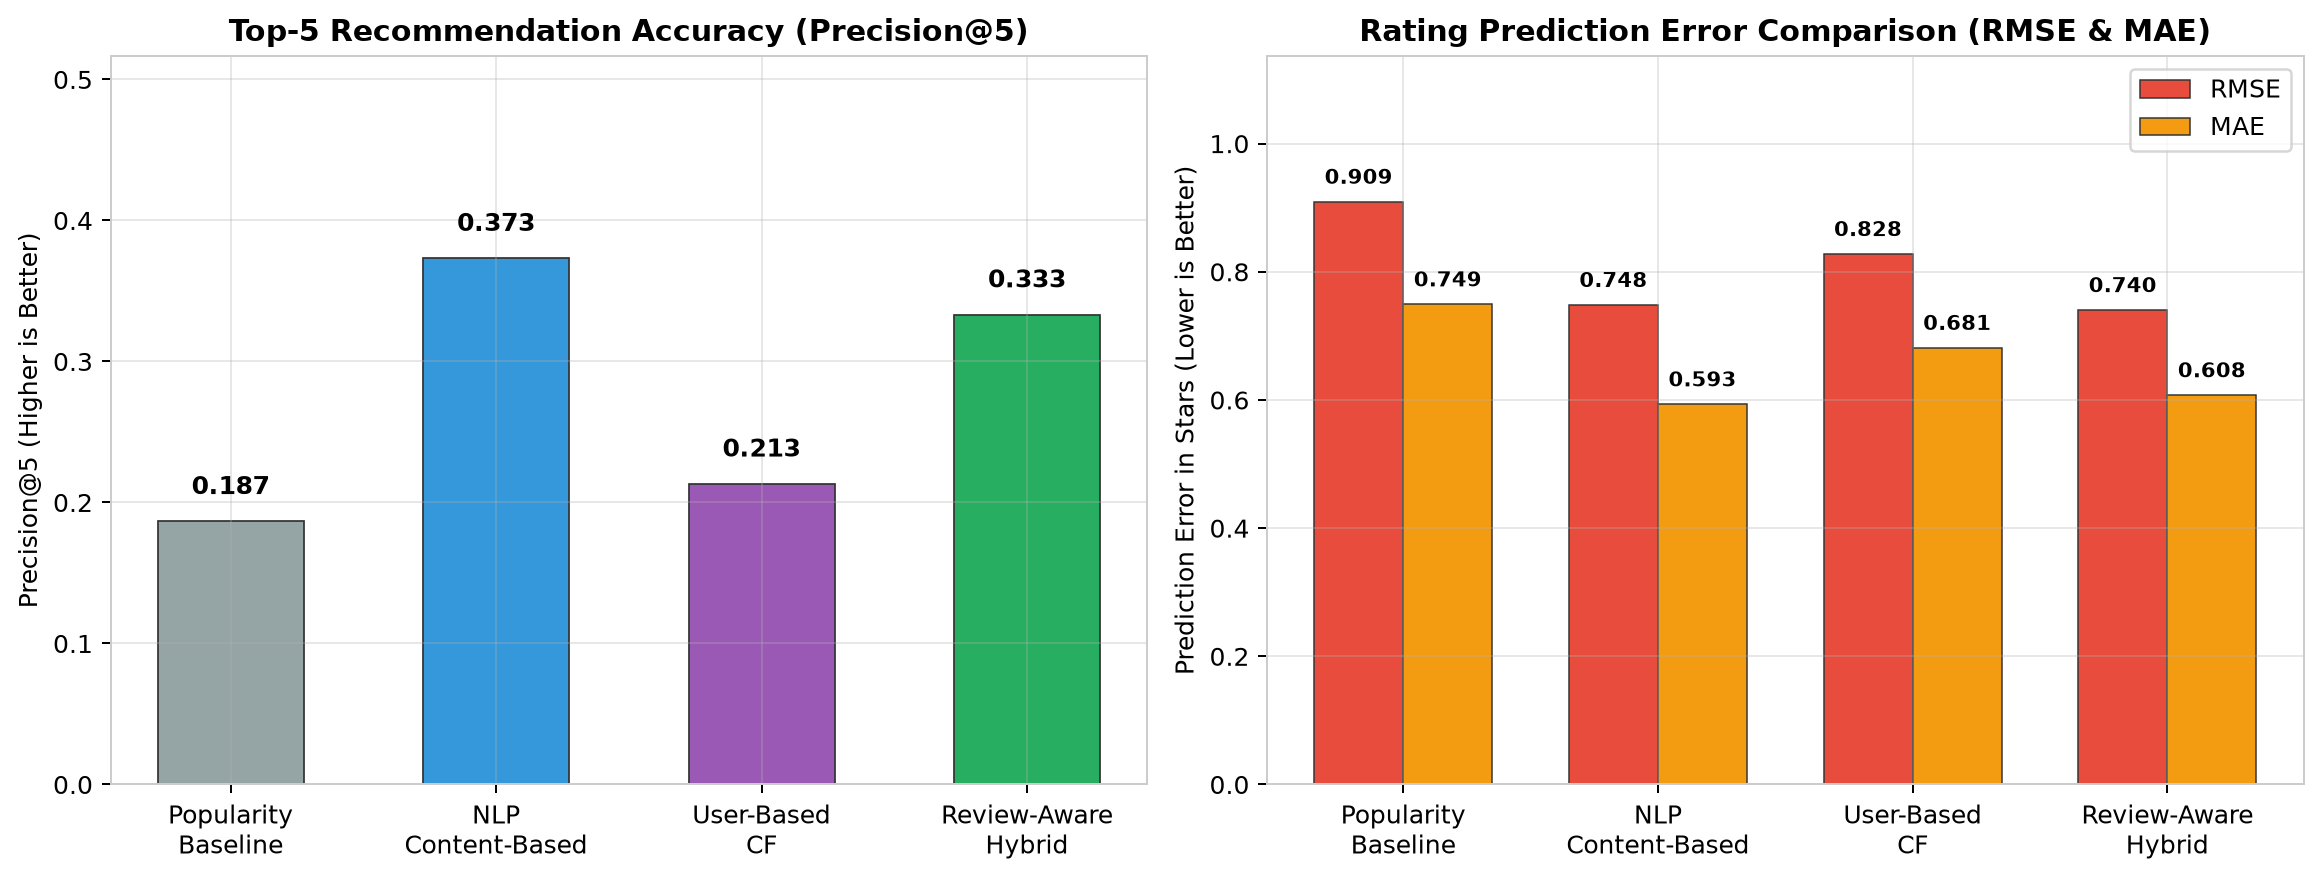 Top-5 Recommendation Accuracy (Precision@5)
Precision@5 (Higher is Better)
0.5
0.4
0.3
0.2
0.1
0.0
0.187
0.373
0.213
0.333
Popularity
Baseline
NLP
Content-Based
User-Based
CF
Review-Aware
Hybrid
Rating Prediction Error Comparison (RMSE & MAE)
Prediction Error in Stars (Lower is Better)
1.0
0.8
0.6
0.4
0.2
0.0
RMSE
MAE
0.909
0.749
0.748
0.593
0.828
0.681
0.740
0.608
Popularity
Baseline
NLP
Content-Based
User-Based
CF
Review-Aware
Hybrid